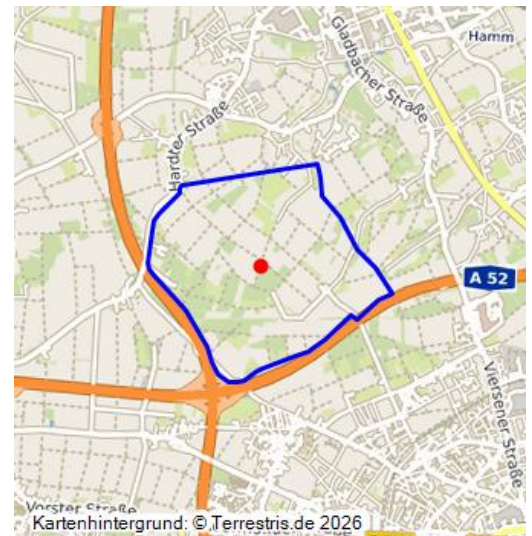 Hamm
Gladbacher Straße
Hardter Straße
A 52
Viersener Straße
Vorster Straße
Kartenhintergrund: © Terrestris.de 2026